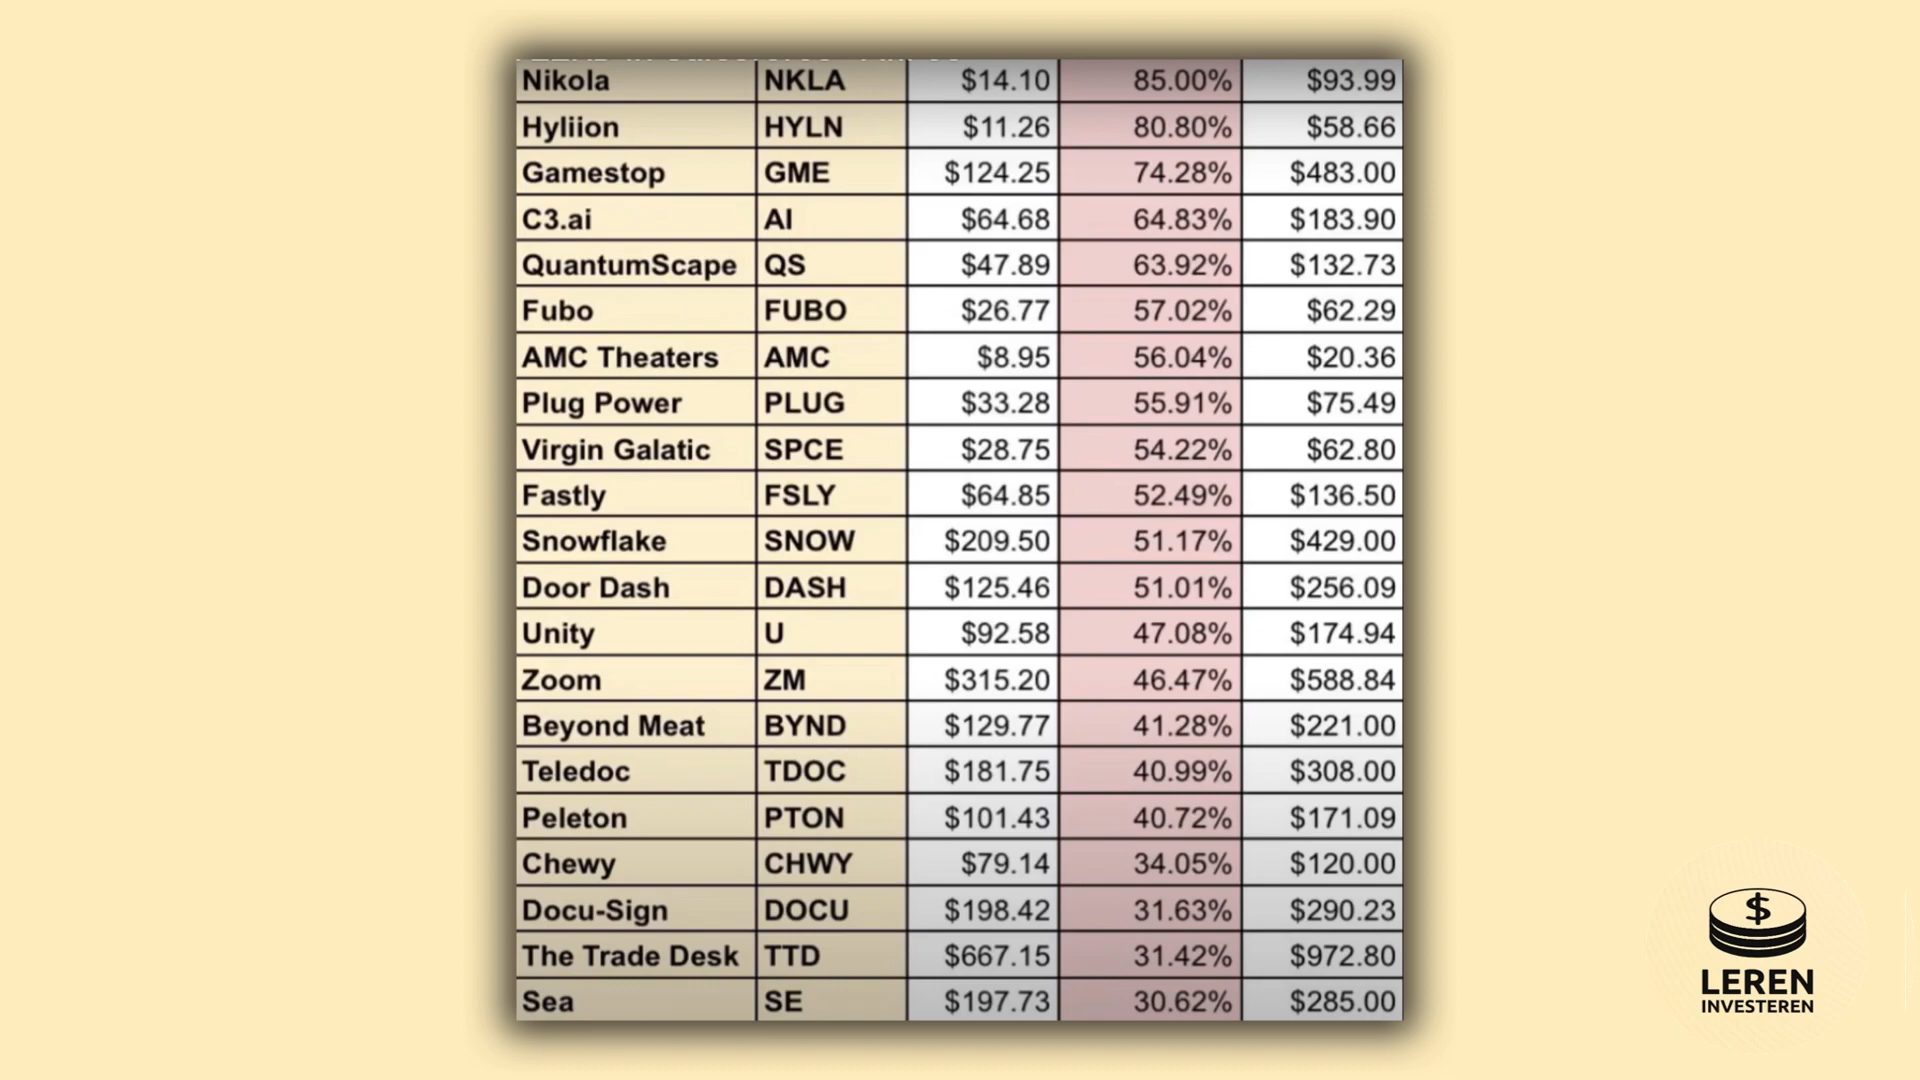 Nikola NKLA $14.10 85.00% $93.99
Hyliion HYLN $11.26 80.80% $58.66
Gamestop GME $124.25 74.28% $483.00
C3.ai AI $64.68 64.83% $183.90
QuantumScape QS $47.89 63.92% $132.73
Fubo FUBO $26.77 57.02% $62.29
AMC Theaters AMC $8.95 56.04% $20.36
Plug Power PLUG $33.28 55.91% $75.49
Virgin Galatic SPCE $28.75 54.22% $62.80
Fastly FSLY $64.85 52.49% $136.50
Snowflake SNOW $209.50 51.17% $429.00
Door Dash DASH $125.46 51.01% $256.09
Unity U $92.58 47.08% $174.94
Zoom ZM $315.20 46.47% $588.84
Beyond Meat BYND $129.77 41.28% $221.00
Teledoc TDOC $181.75 40.99% $308.00
Peleton PTON $101.43 40.72% $171.09
Chewy CHWY $79.14 34.05% $120.00
Docu-Sign DOCU $198.42 31.63% $290.23
The Trade Desk TTD $667.15 31.42% $972.80
Sea SE $197.73 30.62% $285.00
$
LEREN
INVESTEREN